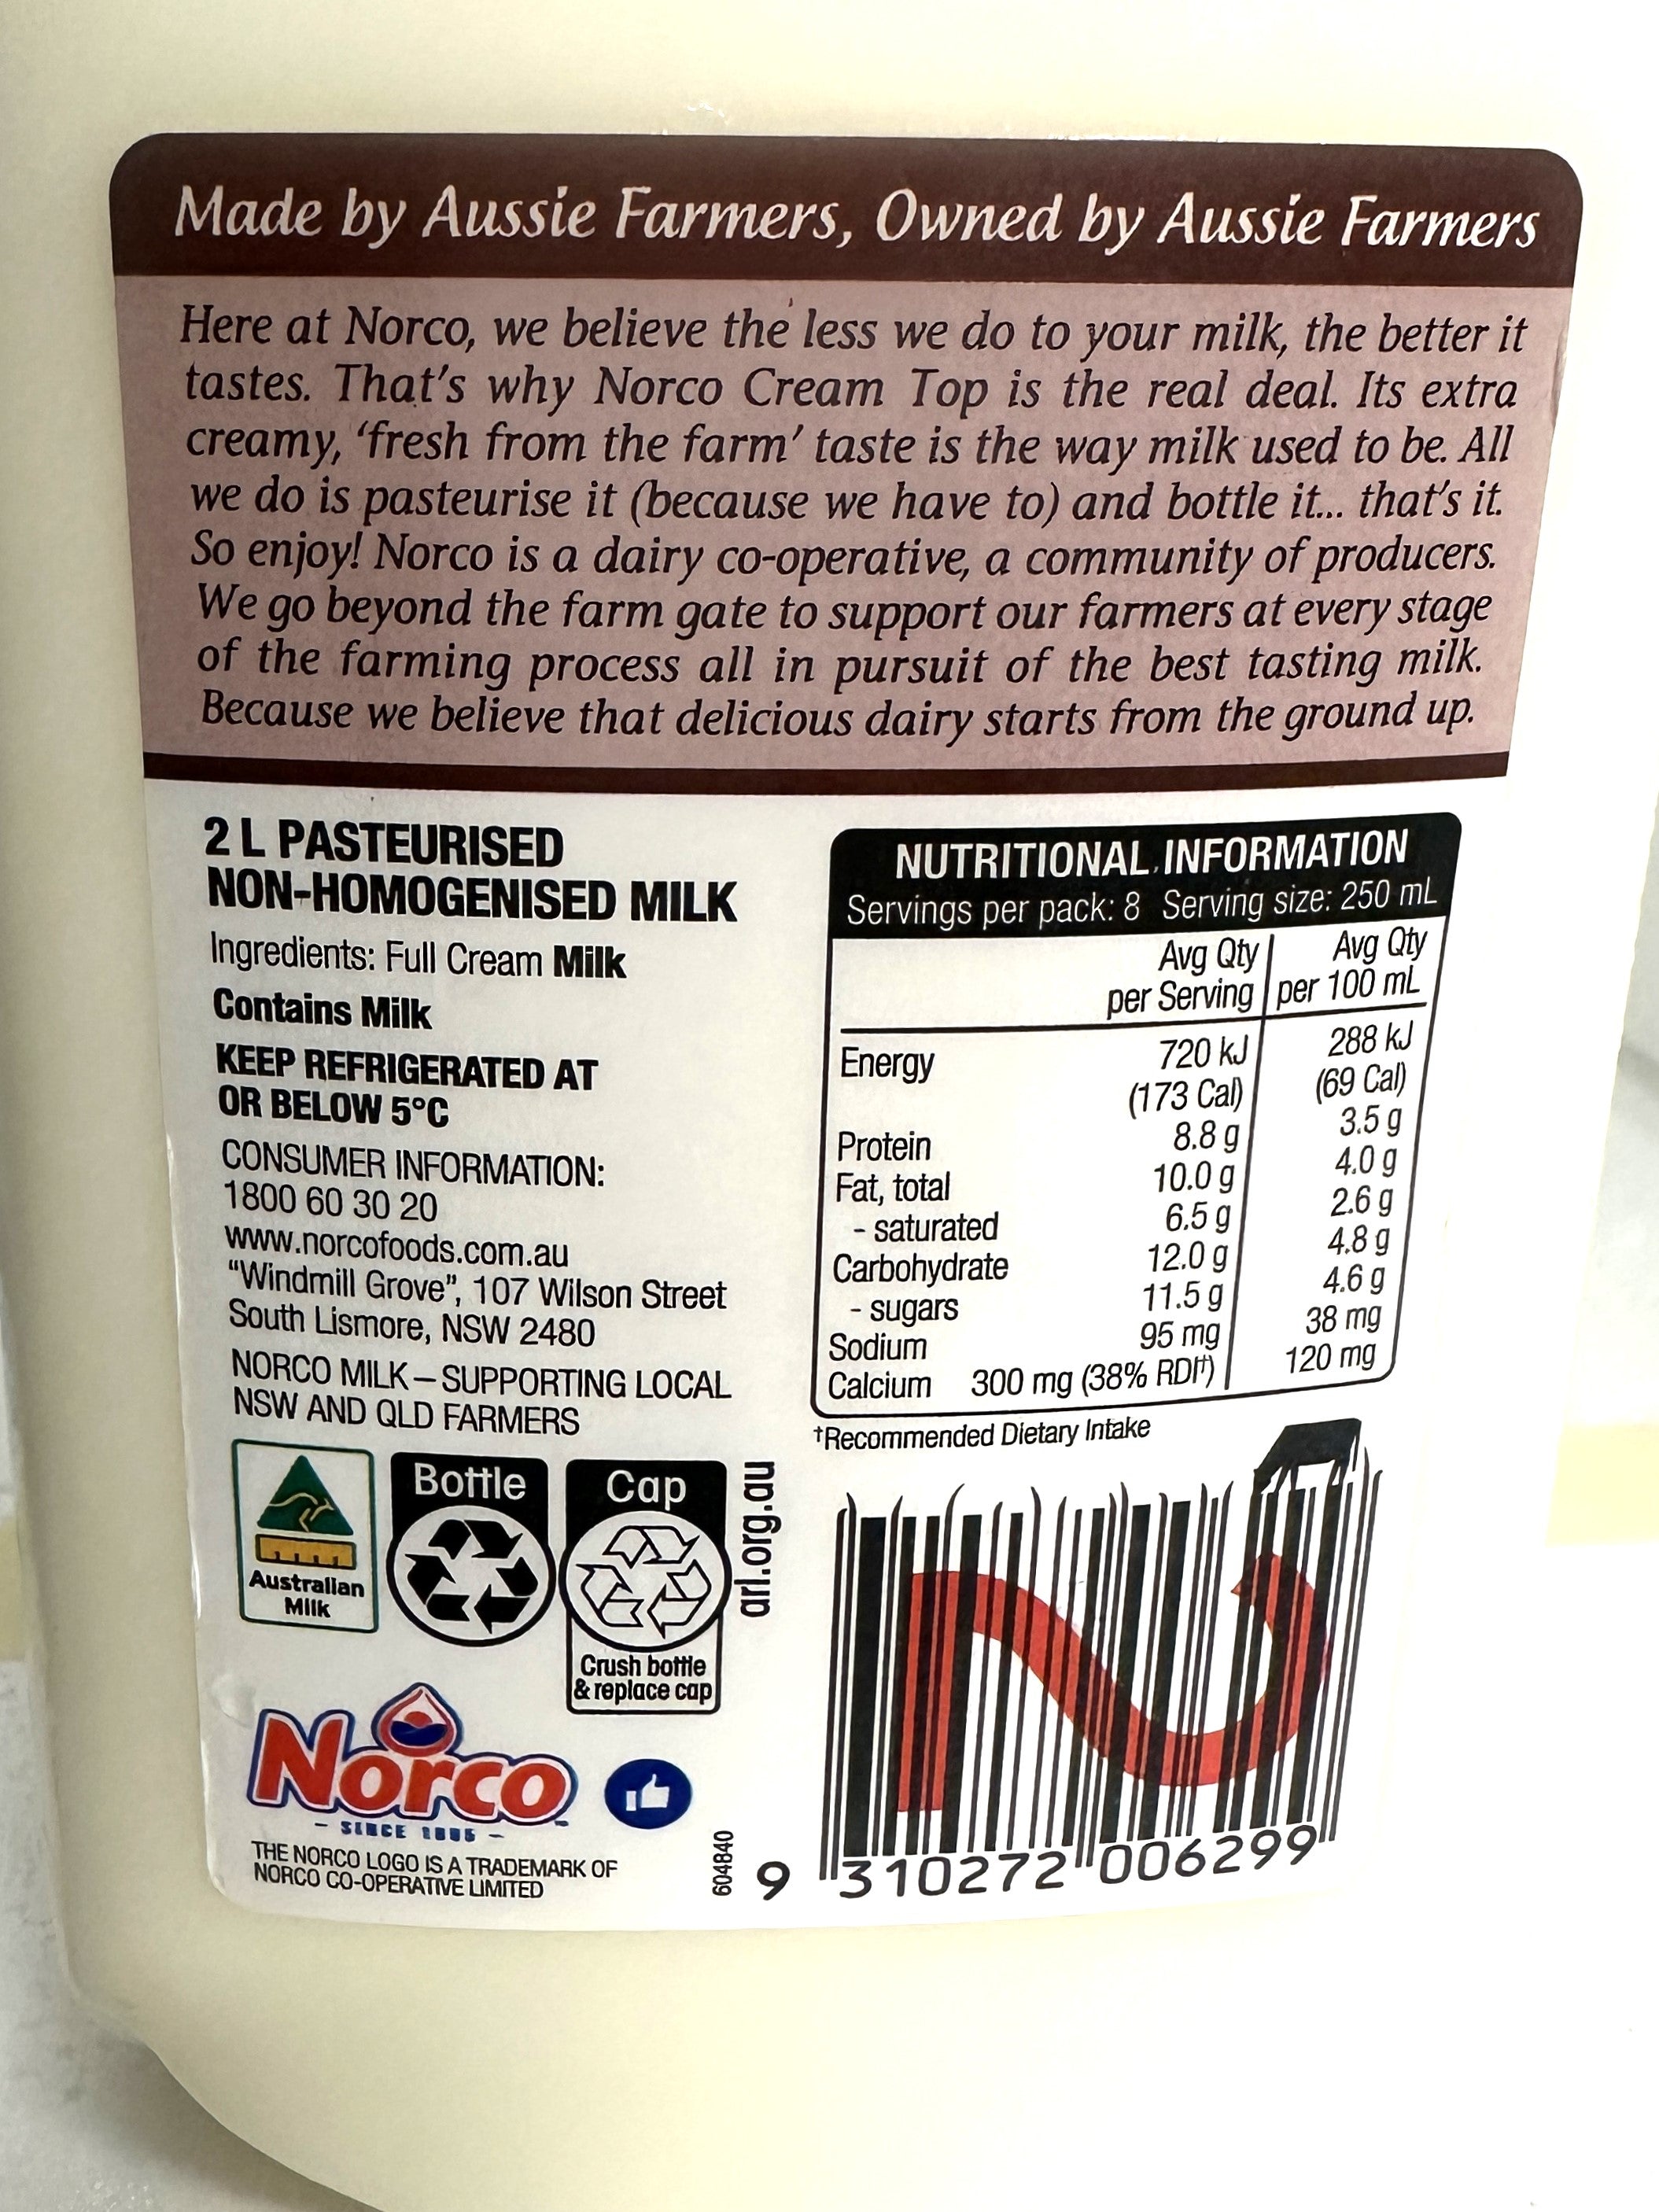 Made by Aussie Farmers, Owned by Aussie Farmers
Here at Norco, we believe the less we do to your milk, the better it
tastes. That's why Norco Cream Top is the real deal. Its extra
creamy, ‘fresh from the farm’ taste is the way milk used to be. All
we do is pasteurise it (because we have to) and bottle it... that's it.
So enjoy! Norco is a dairy co-operative, a community of producers.
We go beyond the farm gate to support our farmers at every stage
of the farming process all in pursuit of the best tasting milk.
Because we believe that delicious dairy starts from the ground up.
2 L PASTEURISED
NON-HOMOGENISED MILK
Ingredients: Full Cream Milk
Contains Milk
KEEP REFRIGERATED AT
OR BELOW 5°C
CONSUMER INFORMATION:
1800 60 30 20
www.norcofoods.com.au
“Windmill Grove”, 107 Wilson Street
South Lismore, NSW 2480
NORCO MILK – SUPPORTING LOCAL
NSW AND QLD FARMERS
NUTRITIONAL INFORMATION
Servings per pack: 8 Serving size: 250 mL
Avg Qty Avg Qty
per Serving per 100 mL
Energy 720 kJ 288 kJ
(173 Cal) (69 Cal)
Protein 8.8 g 3.5 g
Fat, total 10.0 g 4.0 g
- saturated 6.5 g 2.6 g
Carbohydrate 12.0 g 4.8 g
- sugars 11.5 g 4.6 g
Sodium 95 mg 38 mg
Calcium 300 mg (38% RDI††) 120 mg
†Recommended Dietary Intake
Australian
Milk
Bottle
Cap
Crush bottle
& replace cap
arl.org.au
Norco
- SINCE 1895 -
THE NORCO LOGO IS A TRADEMARK OF
NORCO CO-OPERATIVE LIMITED
604840
9 310272 006299